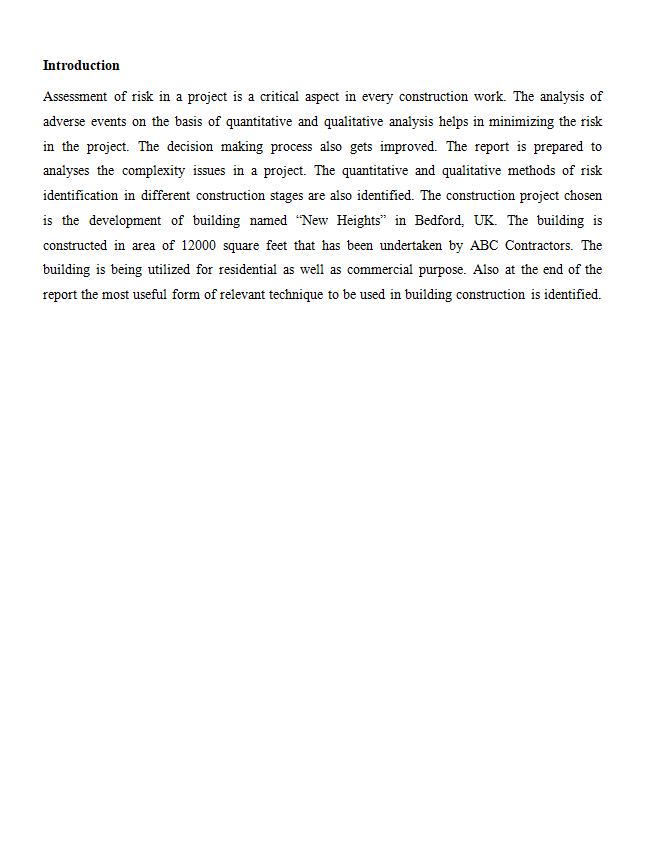 Introduction
Assessment of risk in a project is a critical aspect in every construction work. The analysis of
adverse events on the basis of quantitative and qualitative analysis helps in minimizing the risk
in the project. The decision making process also gets improved. The report is prepared to
analyses the complexity issues in a project. The quantitative and qualitative methods of risk
identification in different construction stages are also identified. The construction project chosen
is the development of building named “New Heights” in Bedford, UK. The building is
constructed in area of 12000 square feet that has been undertaken by ABC Contractors. The
building is being utilized for residential as well as commercial purpose. Also at the end of the
report the most useful form of relevant technique to be used in building construction is identified.